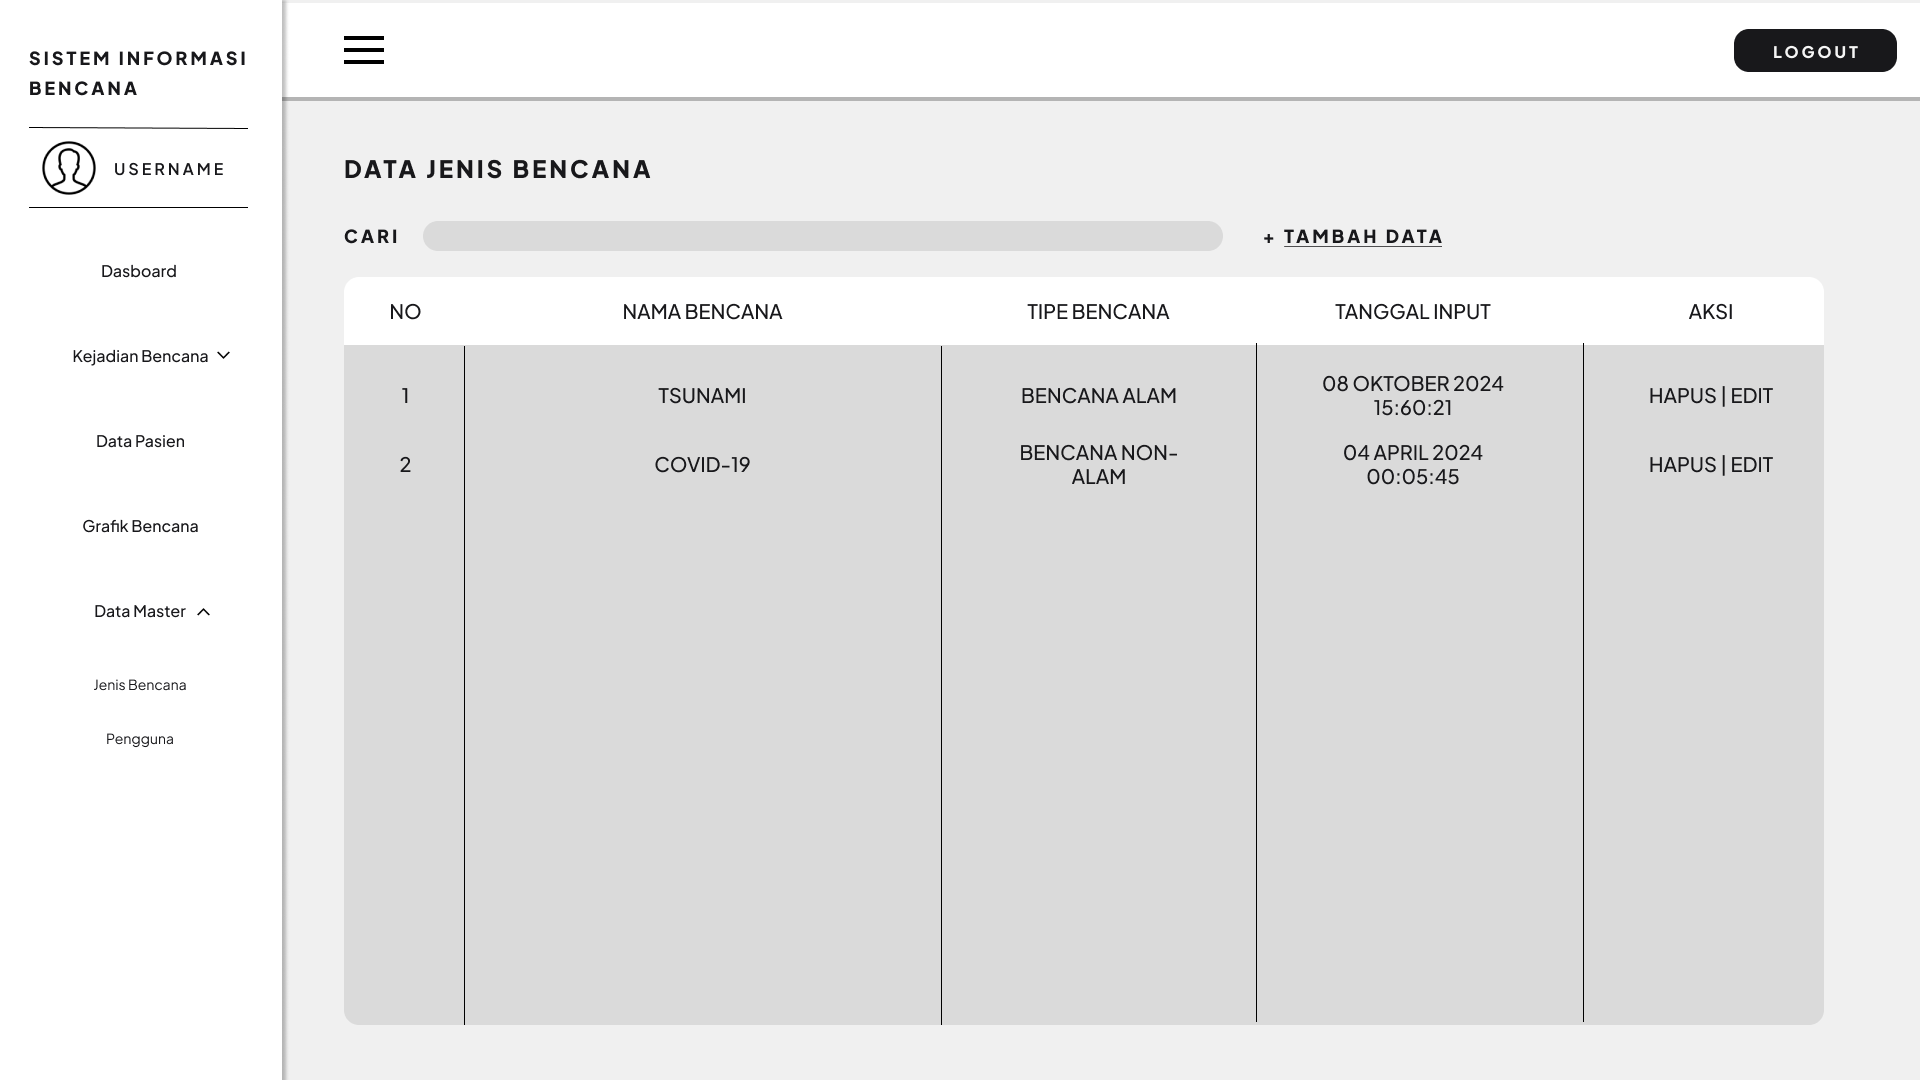 SISTEM INFORMASI
BENCANA
USERNAME
Dasboard
Kejadian Bencana
Data Pasien
Grafik Bencana
Data Master
Jenis Bencana
Pengguna
LOGOUT
DATA JENIS BENCANA
CARI
+ TAMBAH DATA
NO NAMA BENCANA TIPE BENCANA TANGGAL INPUT AKSI
1 TSUNAMI BENCANA ALAM 08 OKTOBER 2024
15:60:21 HAPUS | EDIT
2 COVID-19 BENCANA NON-
ALAM 04 APRIL 2024
00:05:45 HAPUS | EDIT